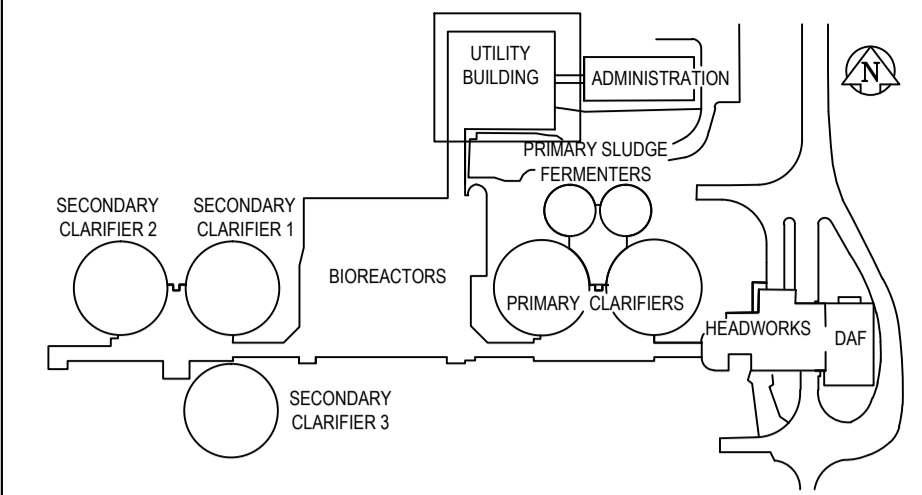 UTILITY
BUILDING
ADMINISTRATION
N
PRIMARY SLUDGE
FERMENTERS
SECONDARY
CLARIFIER 2
SECONDARY
CLARIFIER 1
BIOREACTORS
PRIMARY CLARIFIERS
HEADWORKS
DAF
SECONDARY
CLARIFIER 3